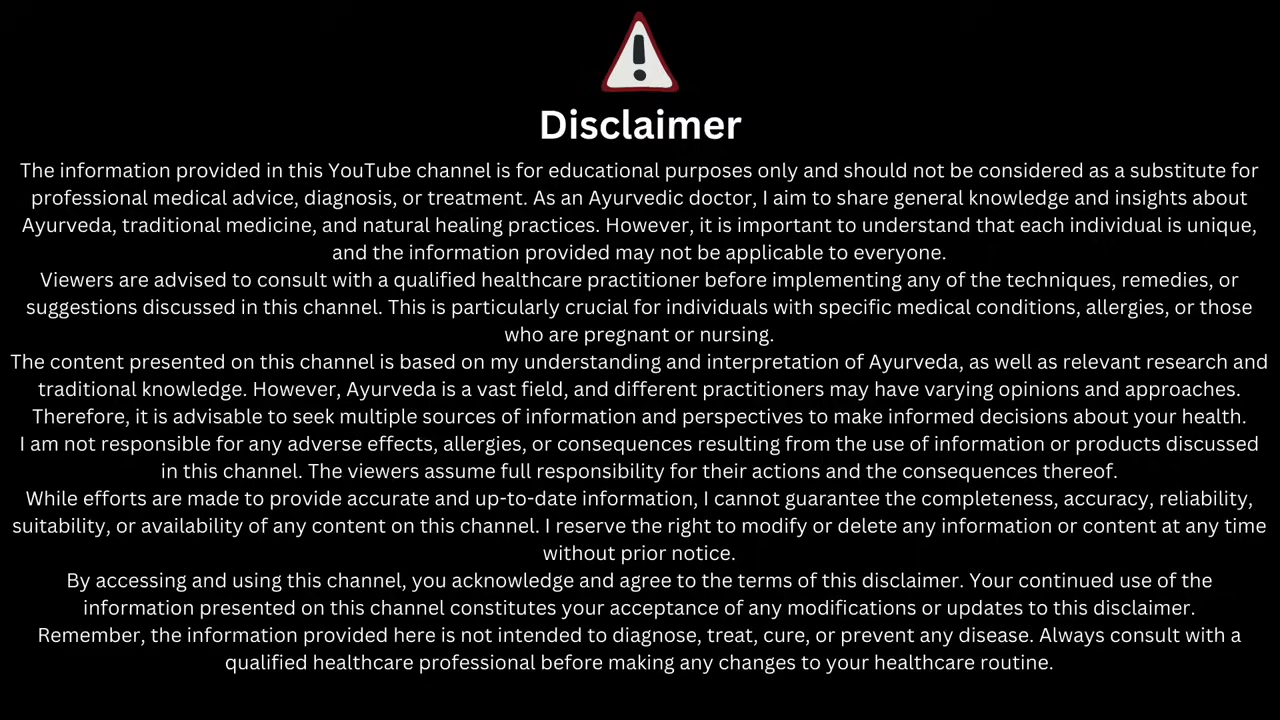 Disclaimer
The information provided in this YouTube channel is for educational purposes only and should not be considered as a substitute for
professional medical advice, diagnosis, or treatment. As an Ayurvedic doctor, I aim to share general knowledge and insights about
Ayurveda, traditional medicine, and natural healing practices. However, it is important to understand that each individual is unique,
and the information provided may not be applicable to everyone.
Viewers are advised to consult with a qualified healthcare practitioner before implementing any of the techniques, remedies, or
suggestions discussed in this channel. This is particularly crucial for individuals with specific medical conditions, allergies, or those
who are pregnant or nursing.
The content presented on this channel is based on my understanding and interpretation of Ayurveda, as well as relevant research and
traditional knowledge. However, Ayurveda is a vast field, and different practitioners may have varying opinions and approaches.
Therefore, it is advisable to seek multiple sources of information and perspectives to make informed decisions about your health.
I am not responsible for any adverse effects, allergies, or consequences resulting from the use of information or products discussed
in this channel. The viewers assume full responsibility for their actions and the consequences thereof.
While efforts are made to provide accurate and up-to-date information, I cannot guarantee the completeness, accuracy, reliability,
suitability, or availability of any content on this channel. I reserve the right to modify or delete any information or content at any time
without prior notice.
By accessing and using this channel, you acknowledge and agree to the terms of this disclaimer. Your continued use of the
information presented on this channel constitutes your acceptance of any modifications or updates to this disclaimer.
Remember, the information provided here is not intended to diagnose, treat, cure, or prevent any disease. Always consult with a
qualified healthcare professional before making any changes to your healthcare routine.